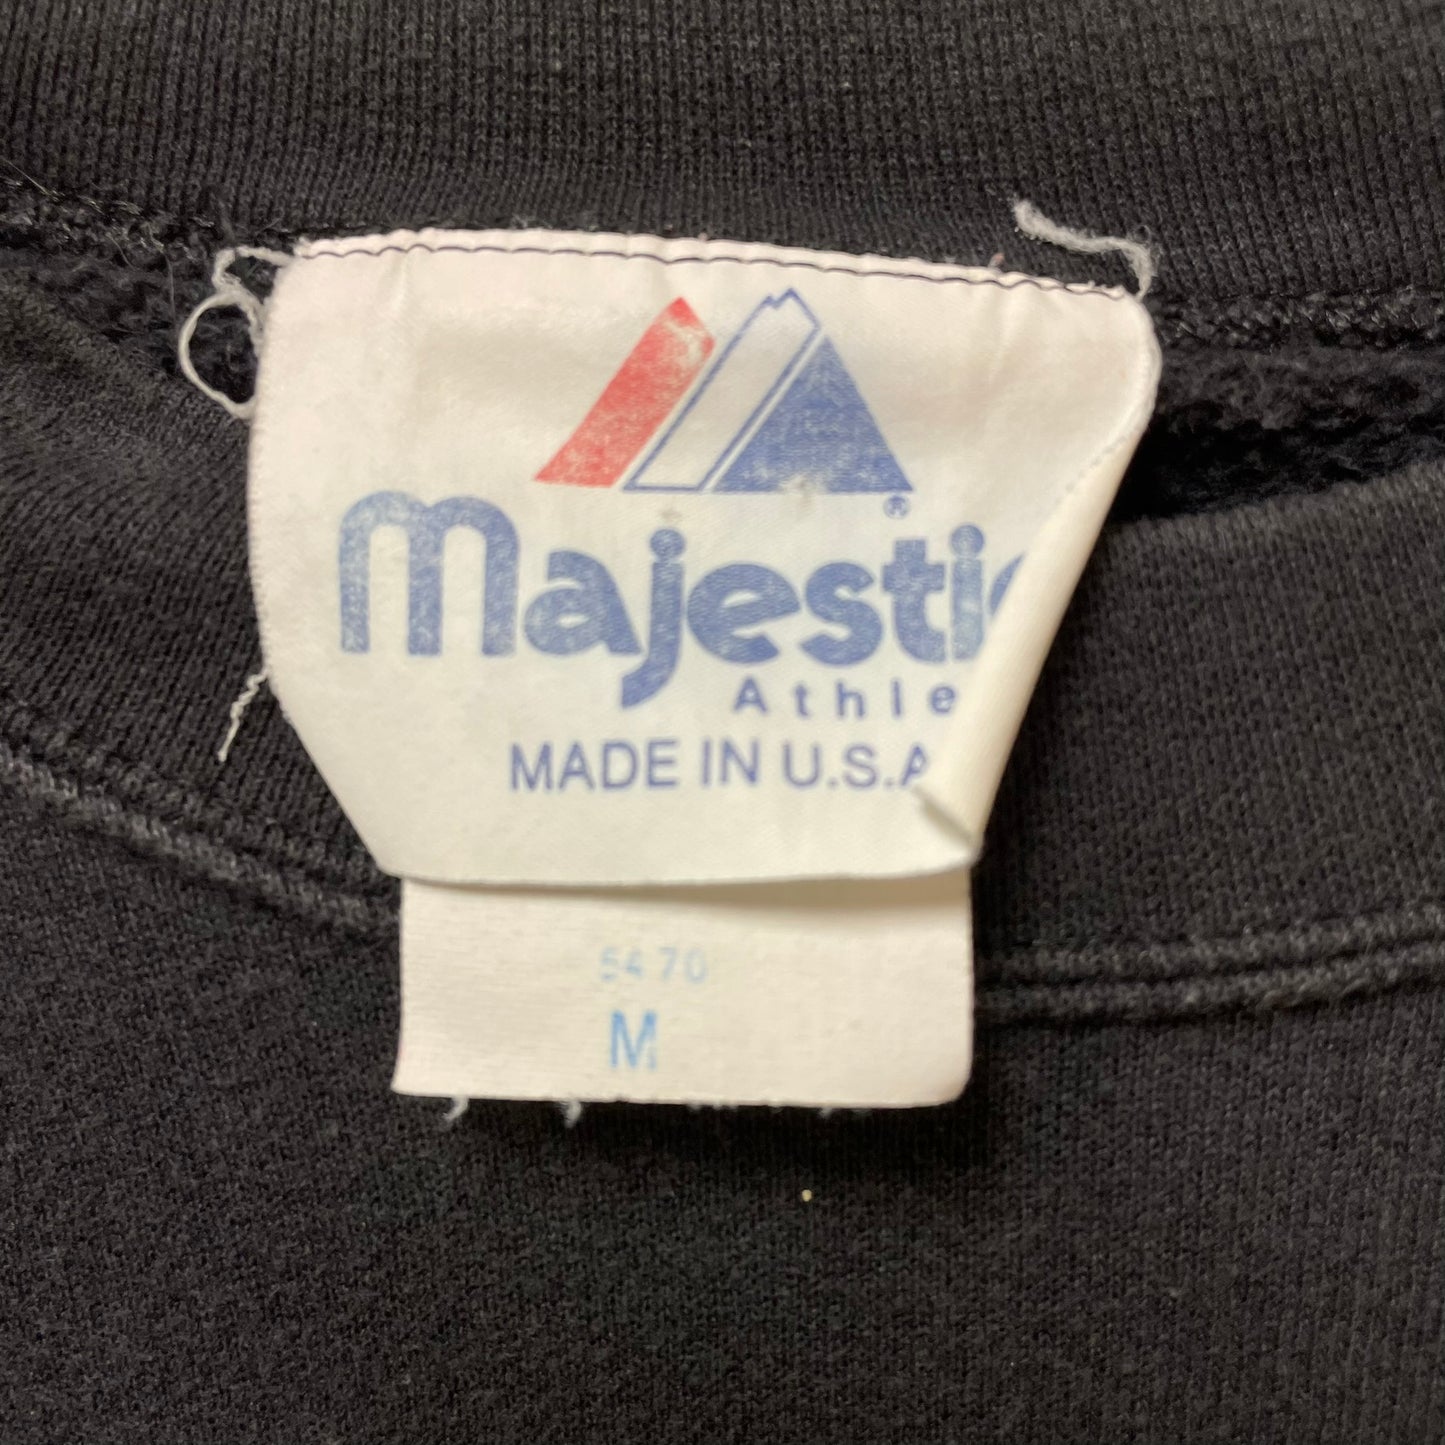 ®
majestic
Athle
MADE IN U.S.A
5470
M